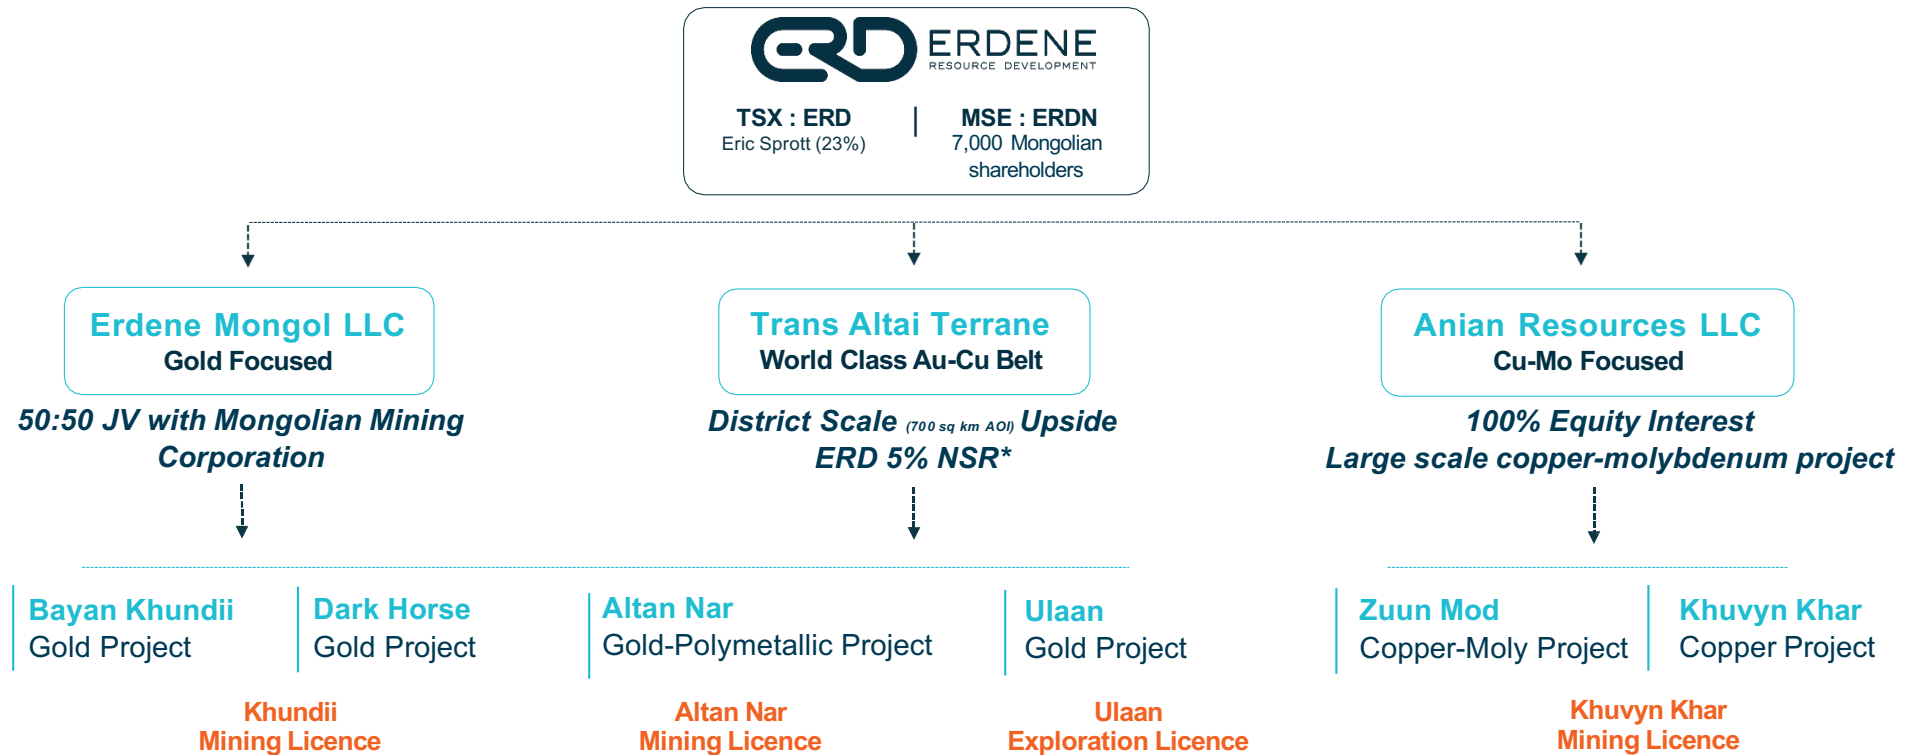 ERD ERDENE
RESOURCE DEVELOPMENT
TSX : ERD | MSE : ERDN
Eric Sprott (23%)
7,000 Mongolian
shareholders
Erdene Mongol LLC
Gold Focused
50:50 JV with Mongolian Mining
Corporation
Trans Altai Terrane
World Class Au-Cu Belt
District Scale (700 sq km AOI) Upside
ERD 5% NSR*
Anian Resources LLC
Cu-Mo Focused
100% Equity Interest
Large scale copper-molybdenum project
Bayan Khundii
Gold Project
Dark Horse
Gold Project
Altan Nar
Gold-Polymetallic Project
Ulaan
Gold Project
Zuun Mod
Copper-Moly Project
Khuvyn Khar
Copper Project
Khundii
Mining Licence
Altan Nar
Mining Licence
Ulaan
Exploration Licence
Khuvyn Khar
Mining Licence